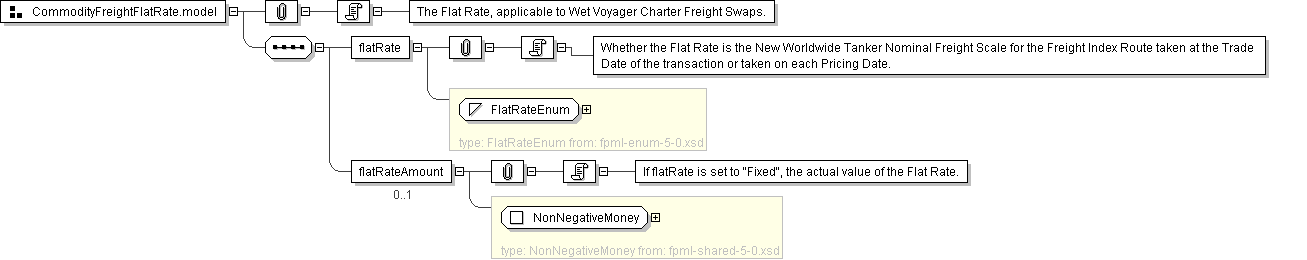 CommodityFreightFlatRate.model
The Flat Rate, applicable to Wet Voyager Charter Freight Swaps.
flatRate
Whether the Flat Rate is the New Worldwide Tanker Nominal Freight Scale for the Freight Index Route taken at the Trade
Date of the transaction or taken on each Pricing Date.
FlatRateEnum
type: FlatRateEnum from: fpml-enum-5-0.xsd
flatRateAmount
If flatRate is set to "Fixed", the actual value of the Flat Rate.
0..1
NonNegativeMoney
type: NonNegativeMoney from: fpml-shared-5-0.xsd